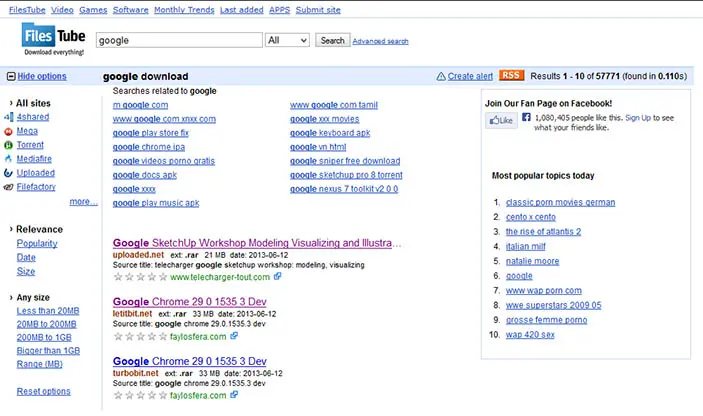 FilesTube Video Games Software Monthly Trends Last added APPS Submit site
FilesTube
Download everything!
google All Search Advanced search
Hide options
google download
Create alert RSS Results 1 - 10 of 57771 (found in 0.110s)
All sites
4shared
Mega
Torrent
Mediafire
Uploaded
Filefactory
more...
Relevance
Popularity
Date
Size
Any size
Less than 20MB
20MB to 200MB
200MB to 1GB
Bigger than 1GB
Range (MB)
Reset options
Searches related to google
m google com
www google com xnxx com
google play store fix
google chrome ipa
google videos porno gratis
google docs apk
google xxxx
google play music apk
www google com tamil
google xxx movies
google keyboard apk
google vn html
google sniper free download
google sketchup pro 8 torrent
google nexus 7 toolkit v2 0 0
Google SketchUp Workshop Modeling Visualizing and Illustra...
uploaded.net ext: .rar 21 MB date: 2013-06-12
Source title: telecharger google sketchup workshop: modeling, visualizing
www.telecharger-tout.com
Google Chrome 29 0 1535 3 Dev
letitbit.net ext: .rar 33 MB date: 2013-06-12
Source title: google chrome 29.0.1535.3 dev
faylosfera.com
Google Chrome 29 0 1535 3 Dev
turbobit.net ext: .rar 33 MB date: 2013-06-12
Source title: google chrome 29.0.1535.3 dev
faylosfera.com
Join Our Fan Page on Facebook!
Like 1,080,405 people like this. Sign Up to see
what your friends like.
Most popular topics today
1. classic porn movies german
2. cento x cento
3. the rise of atlantis 2
4. italian milf
5. natalie moore
6. google
7. www wap porn com
8. wwe superstars 2009 05
9. grosse femme porno
10. wap 420 sex